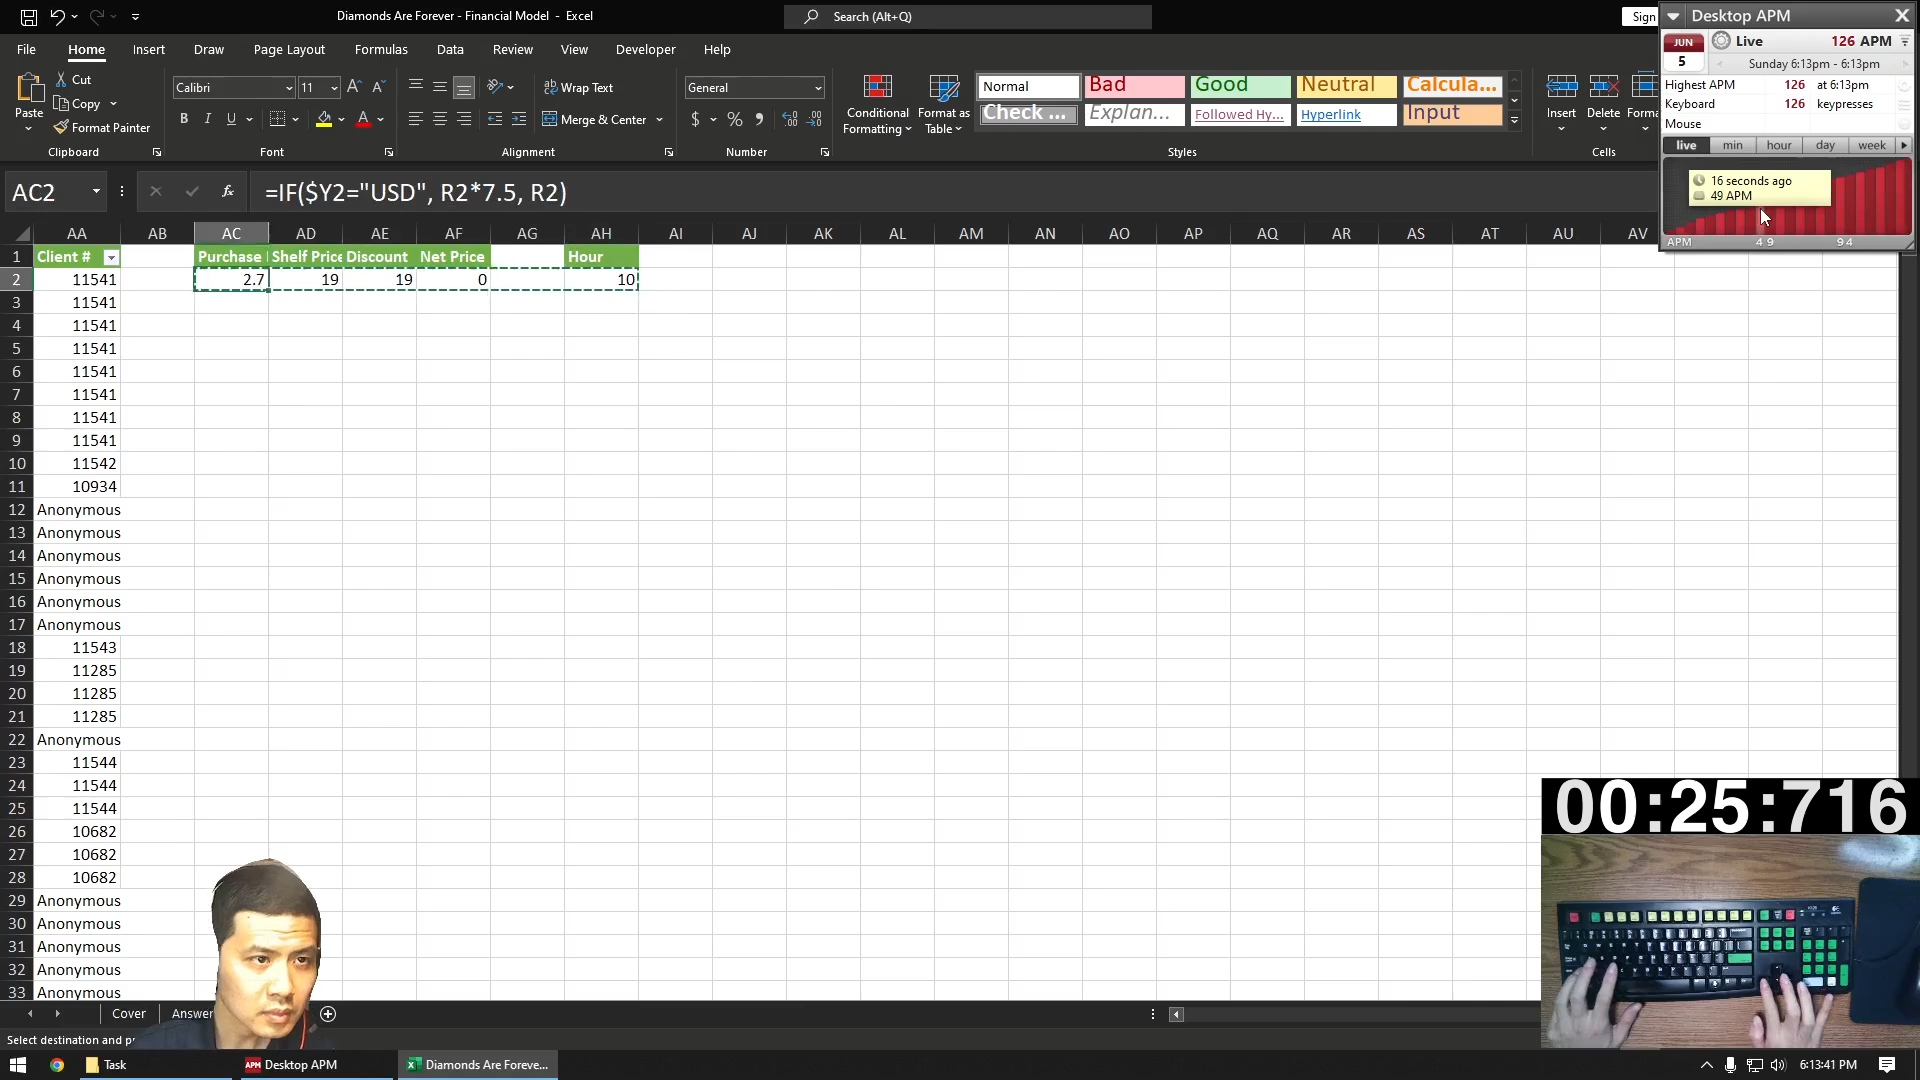 Diamonds Are Forever - Financial Model - Excel
Search (Alt+Q)
Sign
File Home Insert Draw Page Layout Formulas Data Review View Developer Help
Paste
Cut
Copy
Format Painter
Clipboard
Calibri 11
B I U
Font
Wrap Text
Merge & Center
Alignment
General
$ %
Number
Conditional Formatting
Format as Table
Normal Bad Good Neutral Calcula...
Check ... Explan... Followed Hy... Hyperlink Input
Styles
Insert Delete Forma
Cells
Desktop APM
JUN
5
Live 126 APM
Sunday 6:13pm - 6:13pm
Highest APM 126 at 6:13pm
Keyboard 126 keypresses
Mouse
live min hour day week
16 seconds ago
49 APM
APM 49 94
AC2 fx =IF($Y2="USD", R2*7.5, R2)
AA AB AC AD AE AF AG AH AI AJ AK AL AM AN AO AP AQ AR AS AT AU AV
1 Client # Purchase Shelf Price Discount Net Price Hour
2 11541 2.7 19 19 0 10
3 11541
4 11541
5 11541
6 11541
7 11541
8 11541
9 11541
10 11542
11 10934
12 Anonymous
13 Anonymous
14 Anonymous
15 Anonymous
16 Anonymous
17 Anonymous
18 11543
19 11285
20 11285
21 11285
22 Anonymous
23 11544
24 11544
25 11544
26 10682
27 10682
28 10682
29 Anonymous
30 Anonymous
31 Anonymous
32 Anonymous
33 Anonymous
00:25:716
Cover Answer
Select destination and pr
Task
APM Desktop APM
Diamonds Are Foreve...
6:13:41 PM